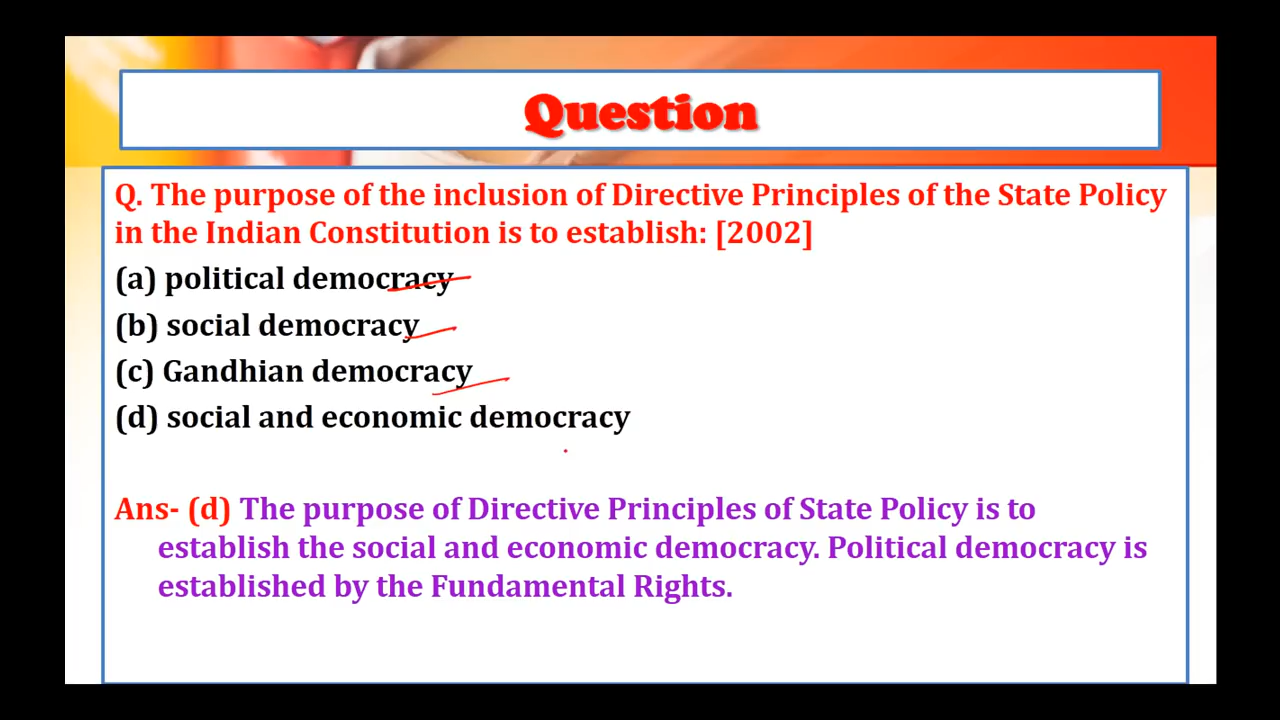 Question
Q. The purpose of the inclusion of Directive Principles of the State Policy
in the Indian Constitution is to establish: [2002]
(a) political democracy
(b) social democracy
(c) Gandhian democracy
(d) social and economic democracy
Ans- (d) The purpose of Directive Principles of State Policy is to
establish the social and economic democracy. Political democracy is
established by the Fundamental Rights.